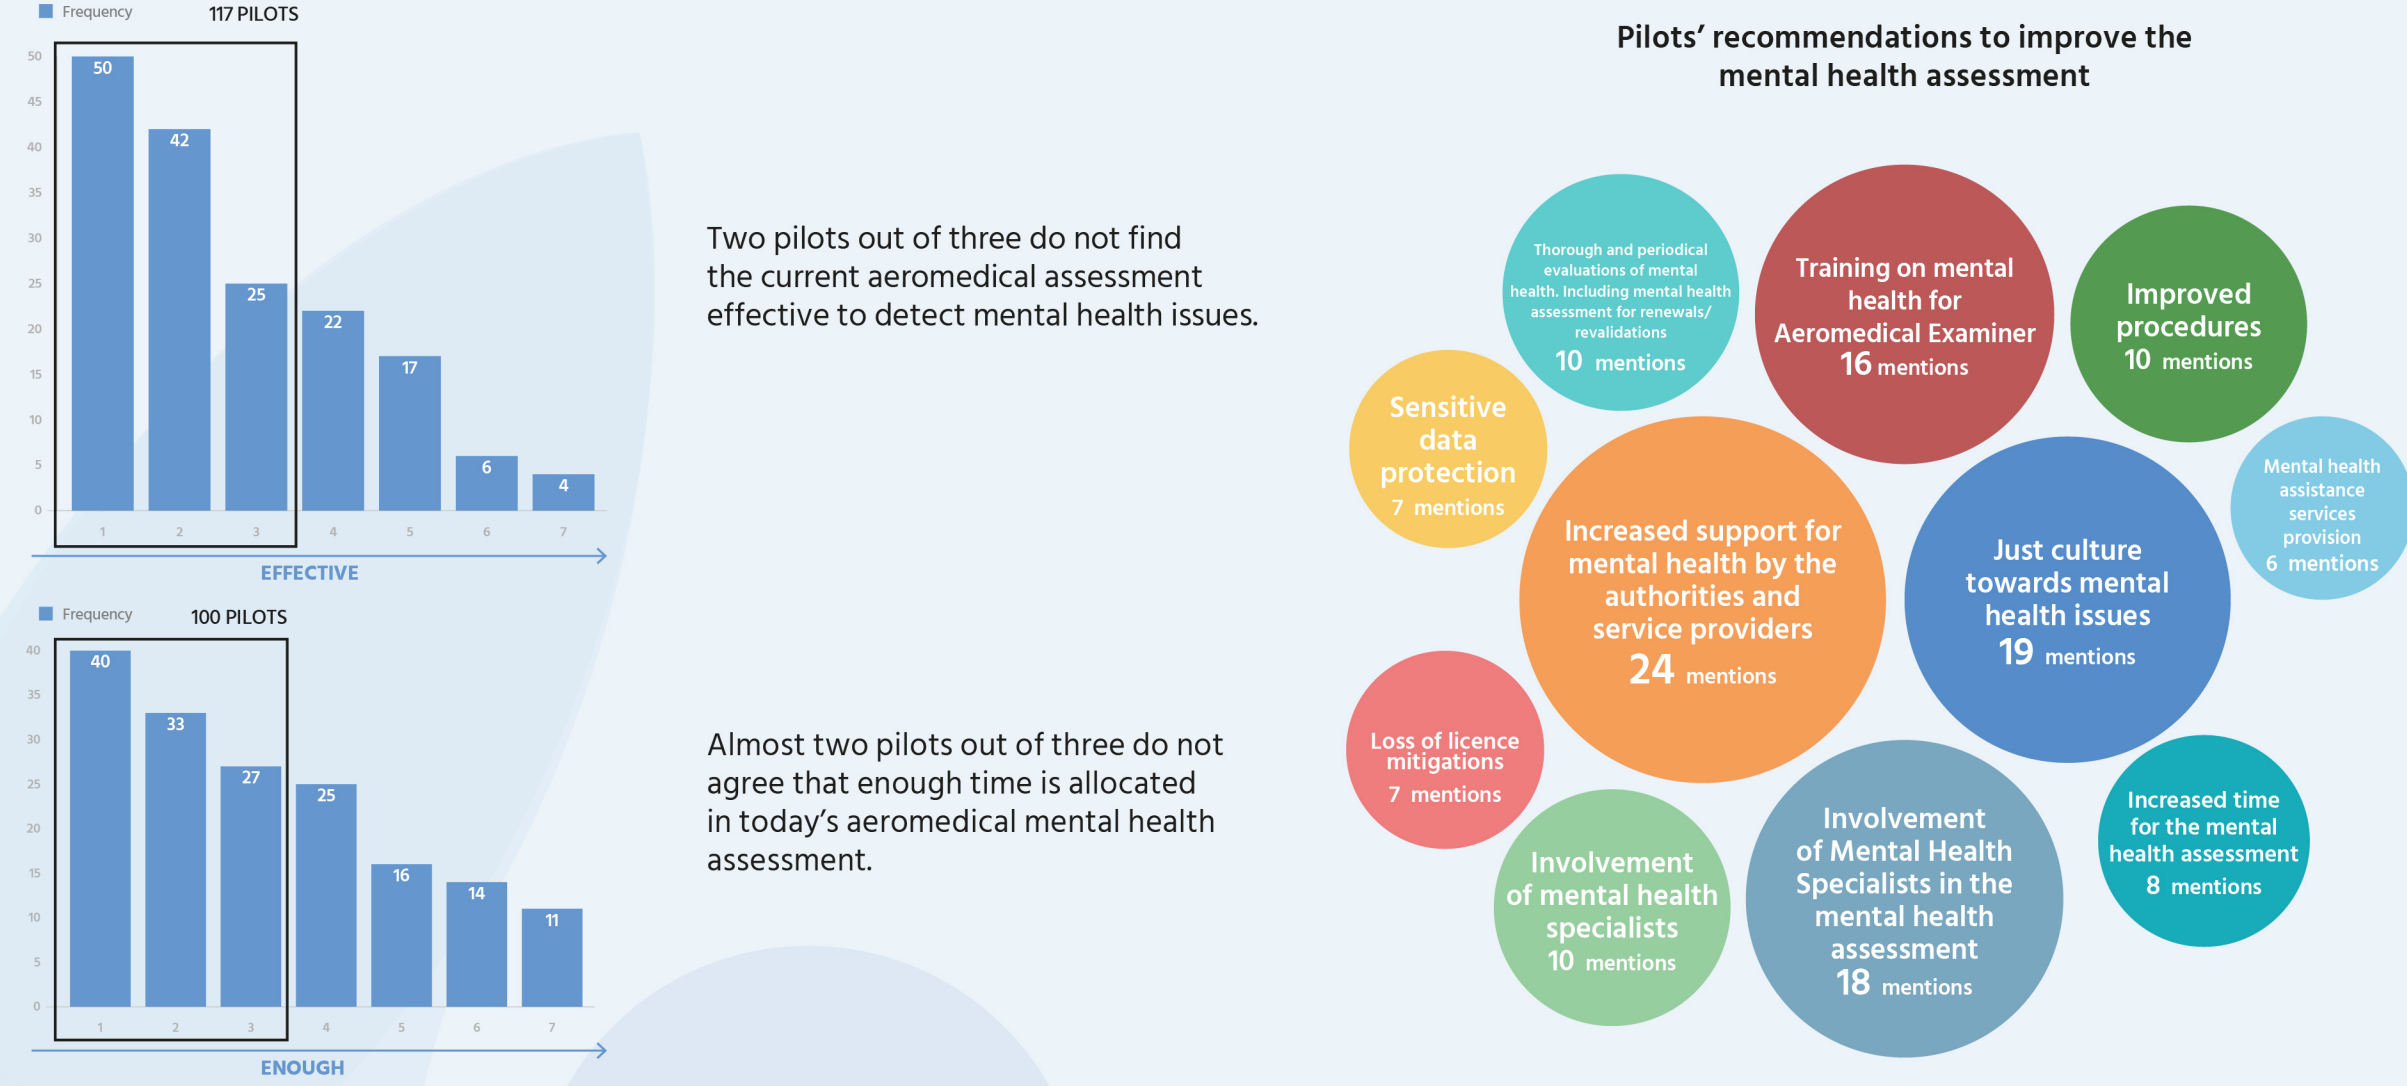 Frequency
117 PILOTS
50
45
40
35
30
25
20
15
10
5
0
50
42
25
22
17
6
4
1
2
3
4
5
6
7
EFFECTIVE
Two pilots out of three do not find
the current aeromedical assessment
effective to detect mental health issues.
Frequency
100 PILOTS
40
35
30
25
20
15
10
5
0
40
33
27
25
16
14
11
1
2
3
4
5
6
7
ENOUGH
Almost two pilots out of three do not
agree that enough time is allocated
in today’s aeromedical mental health
assessment.
Pilots’ recommendations to improve the
mental health assessment
Thorough and periodical
evaluations of mental
health. Including mental health
assessment for renewals/
revalidations
10 mentions
Training on mental
health for
Aeromedical Examiner
16 mentions
Improved
procedures
10 mentions
Sensitive
data
protection
7 mentions
Increased support for
mental health by the
authorities and
service providers
24 mentions
Just culture
towards mental
health issues
19 mentions
Mental health
assistance
services
provision
6 mentions
Loss of licence
mitigations
7 mentions
Involvement
of mental health
specialists
10 mentions
Involvement
of Mental Health
Specialists in the
mental health
assessment
18 mentions
Increased time
for the mental
health assessment
8 mentions